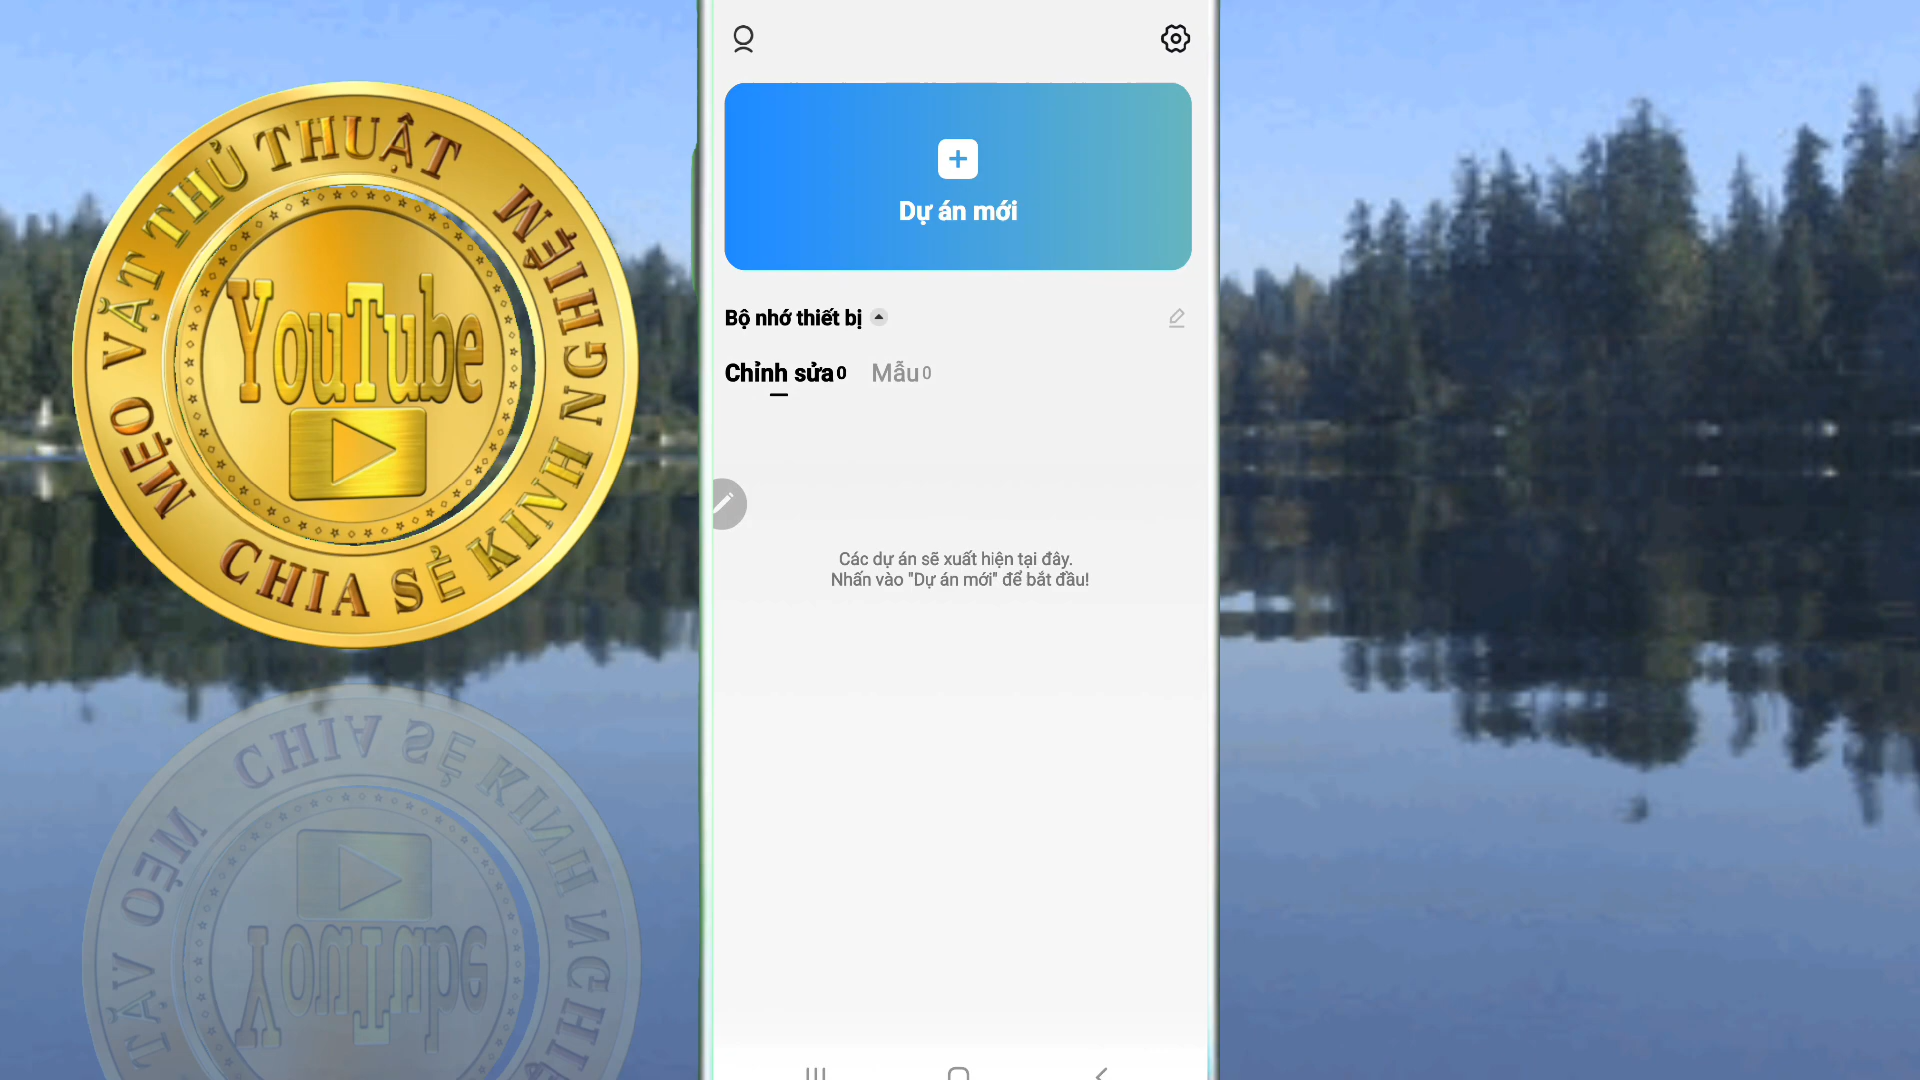 MẸO VẶT THỦ THUẬT
CHIA SẺ KINH NGHIỆM
YouTube
Dự án mới
Bộ nhớ thiết bị
Chỉnh sửa 0 Mẫu 0
Các dự án sẽ xuất hiện tại đây.
Nhấn vào "Dự án mới" để bắt đầu!